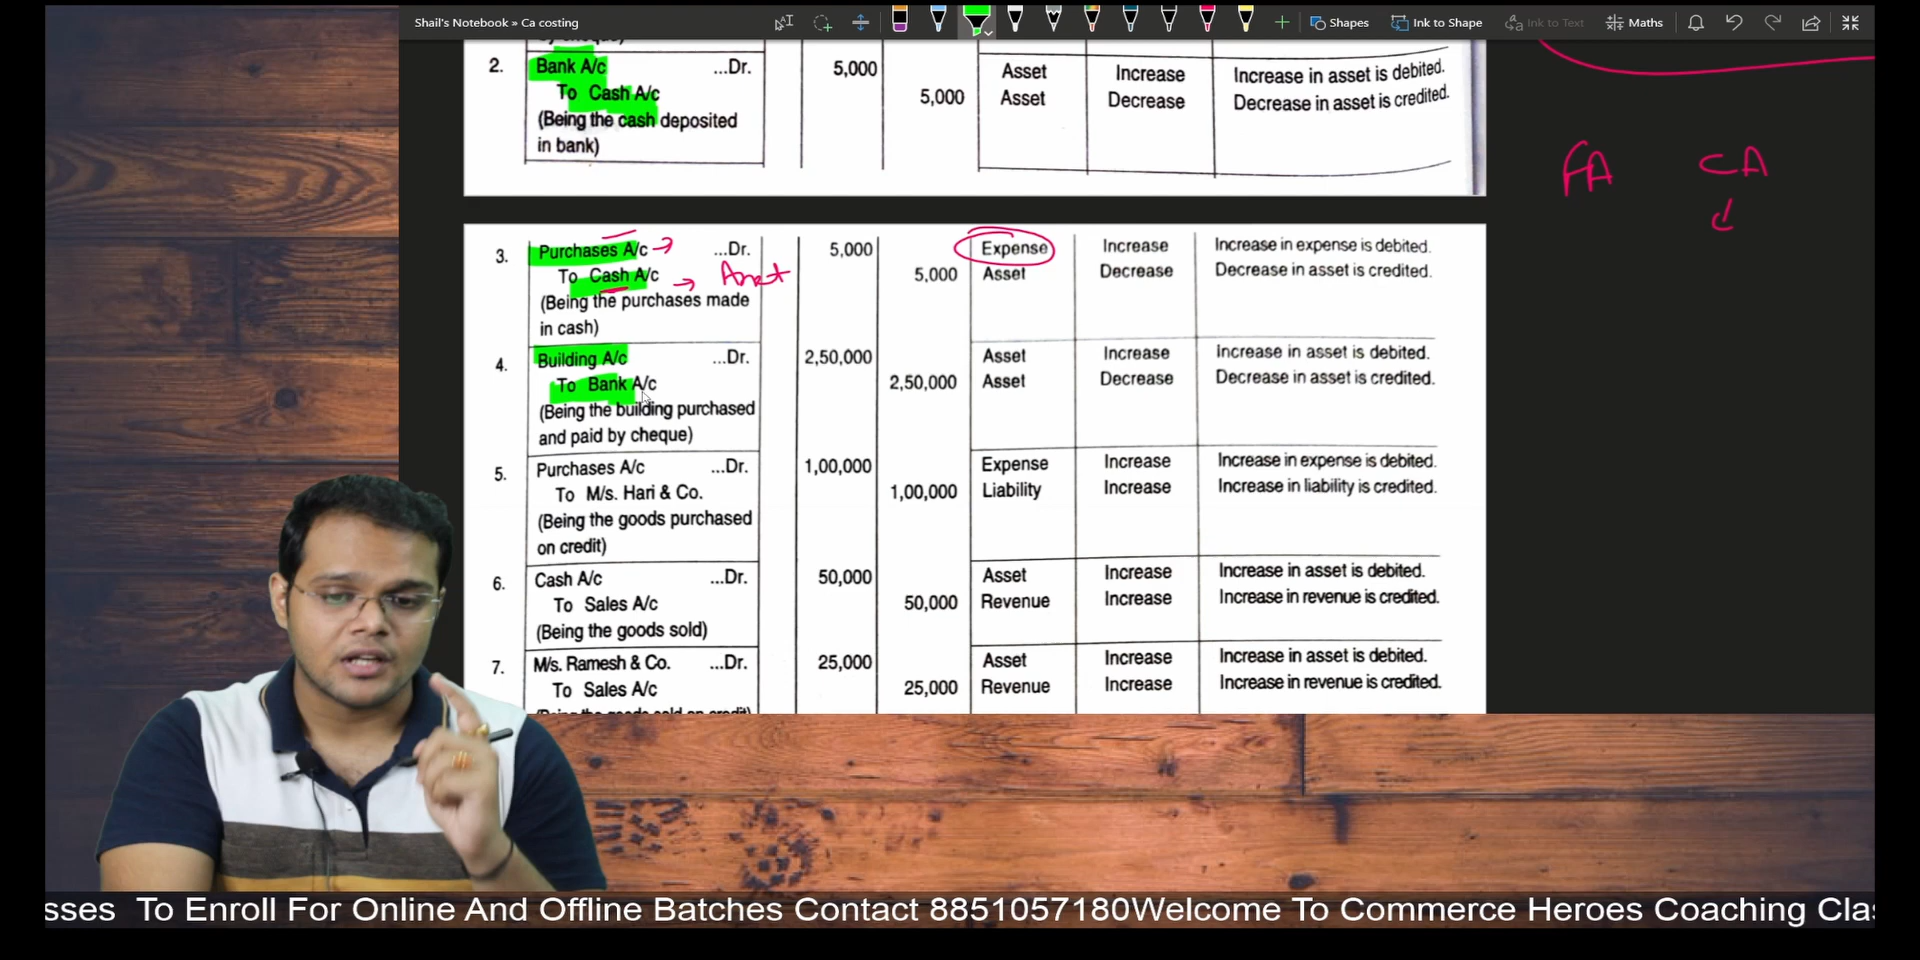 Shail's Notebook » Ca costing
Shapes Ink to Shape Ink to Text Maths
2. Bank A/c ...Dr. 5,000 Asset Increase Increase in asset is debited.
To Cash A/c 5,000 Asset Decrease Decrease in asset is credited.
(Being the cash deposited
in bank)
FA CA
3. Purchases A/c ...Dr. 5,000 Expense Increase Increase in expense is debited.
To Cash A/c Asset 5,000 Asset Decrease Decrease in asset is credited.
(Being the purchases made
in cash)
4. Building A/c ...Dr. 2,50,000 Asset Increase Increase in asset is debited.
To Bank A/c 2,50,000 Asset Decrease Decrease in asset is credited.
(Being the building purchased
and paid by cheque)
5. Purchases A/c ...Dr. 1,00,000 Expense Increase Increase in expense is debited.
To M/s. Hari & Co. 1,00,000 Liability Increase Increase in liability is credited.
(Being the goods purchased
on credit)
6. Cash A/c ...Dr. 50,000 Asset Increase Increase in asset is debited.
To Sales A/c 50,000 Revenue Increase Increase in revenue is credited.
(Being the goods sold)
7. M/s. Ramesh & Co. ...Dr. 25,000 Asset Increase Increase in asset is debited.
To Sales A/c 25,000 Revenue Increase Increase in revenue is credited.
sses To Enroll For Online And Offline Batches Contact 8851057180Welcome To Commerce Heroes Coaching Clas